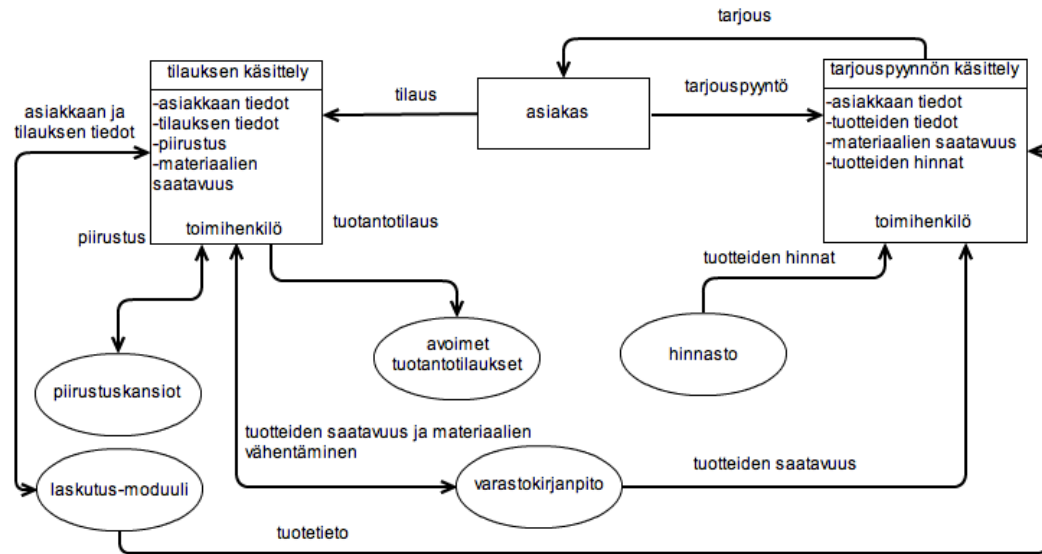 tarjous
tilauksen käsittely
-asiakkaan tiedot
-tilauksen tiedot
-piirustus
-materiaalien
saatavuus
toimihenkilö
asiakkaan ja
tilauksen tiedot
tilaus
asiakas
tarjouspyyntö
tarjouspyynnön käsittely
-asiakkaan tiedot
-tuotteiden tiedot
-materiaalien saatavuus
-tuotteiden hinnat
toimihenkilö
piirustus
tuotantotilaus
tuotteiden hinnat
piirustuskansiot
avoimet
tuotantotilaukset
hinnasto
tuotteiden saatavuus ja materiaalien
vähentäminen
laskutus-moduuli
varastokirjanpito
tuotteiden saatavuus
tuotetieto